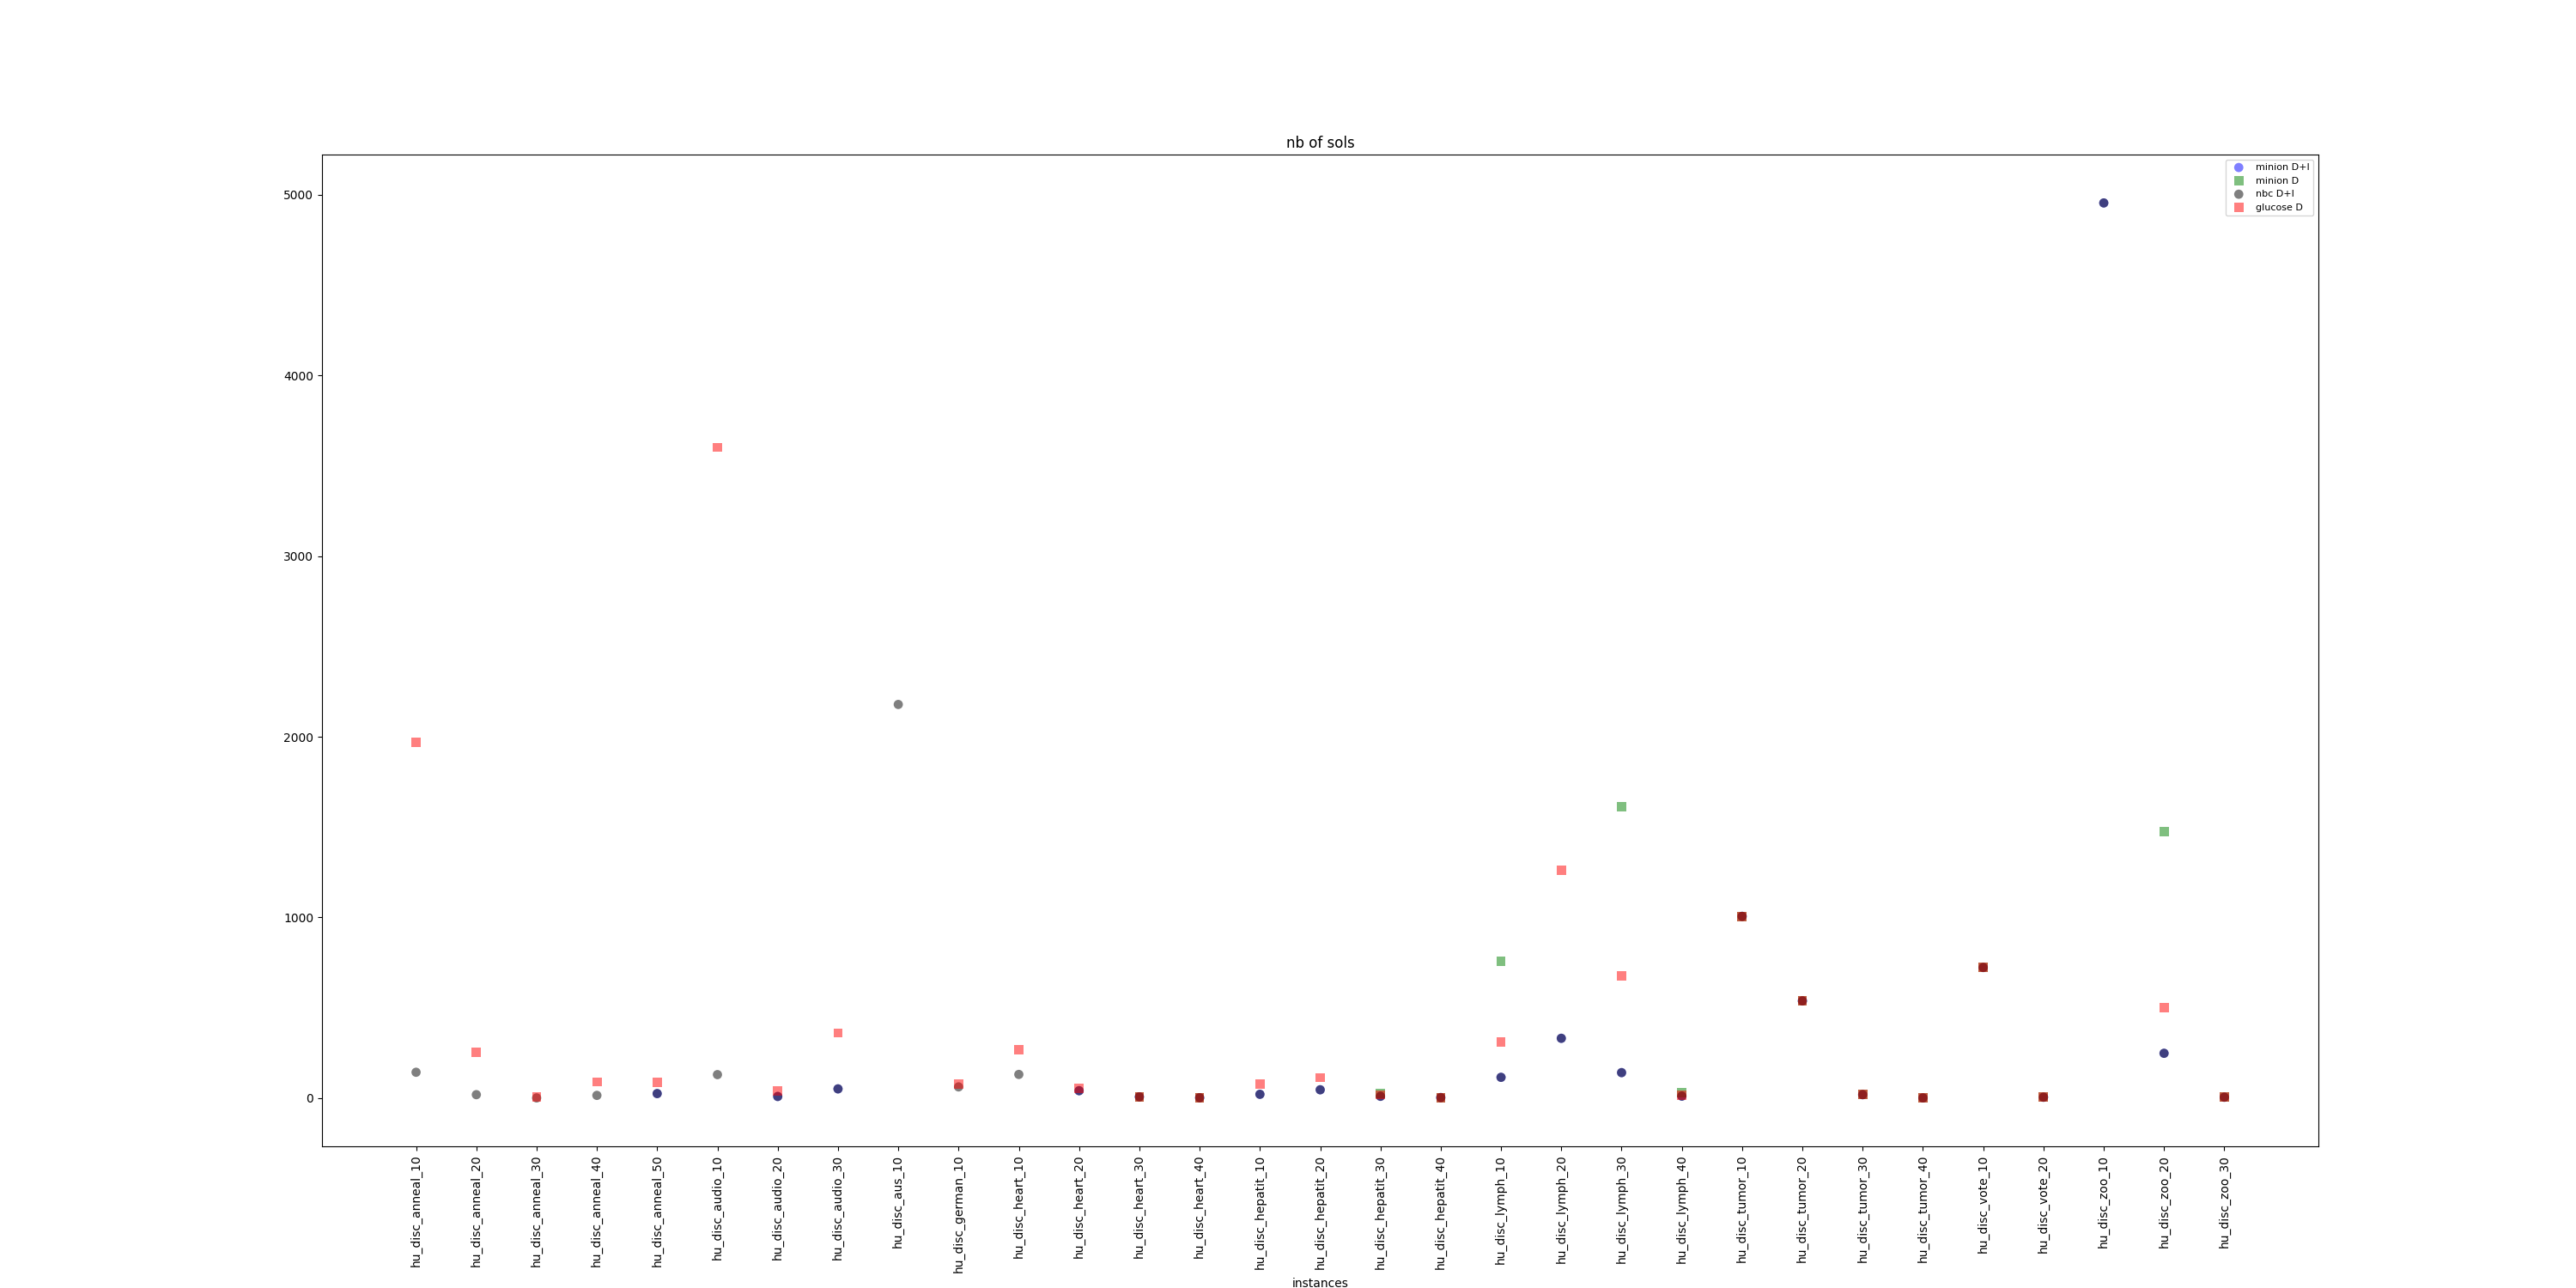 nb of sols
minion D+I
minion D
nbc D+I
glucose D
5000
4000
3000
2000
1000
0
hu_disc_anneal_10
hu_disc_anneal_20
hu_disc_anneal_30
hu_disc_anneal_40
hu_disc_anneal_50
hu_disc_audio_10
hu_disc_audio_20
hu_disc_audio_30
hu_disc_aus_10
hu_disc_german_10
hu_disc_heart_10
hu_disc_heart_20
hu_disc_heart_30
hu_disc_heart_40
hu_disc_hepatit_10
hu_disc_hepatit_20
hu_disc_hepatit_30
hu_disc_hepatit_40
hu_disc_lymph_10
hu_disc_lymph_20
hu_disc_lymph_30
hu_disc_lymph_40
hu_disc_tumor_10
hu_disc_tumor_20
hu_disc_tumor_30
hu_disc_tumor_40
hu_disc_vote_10
hu_disc_vote_20
hu_disc_zoo_10
hu_disc_zoo_20
hu_disc_zoo_30
instances